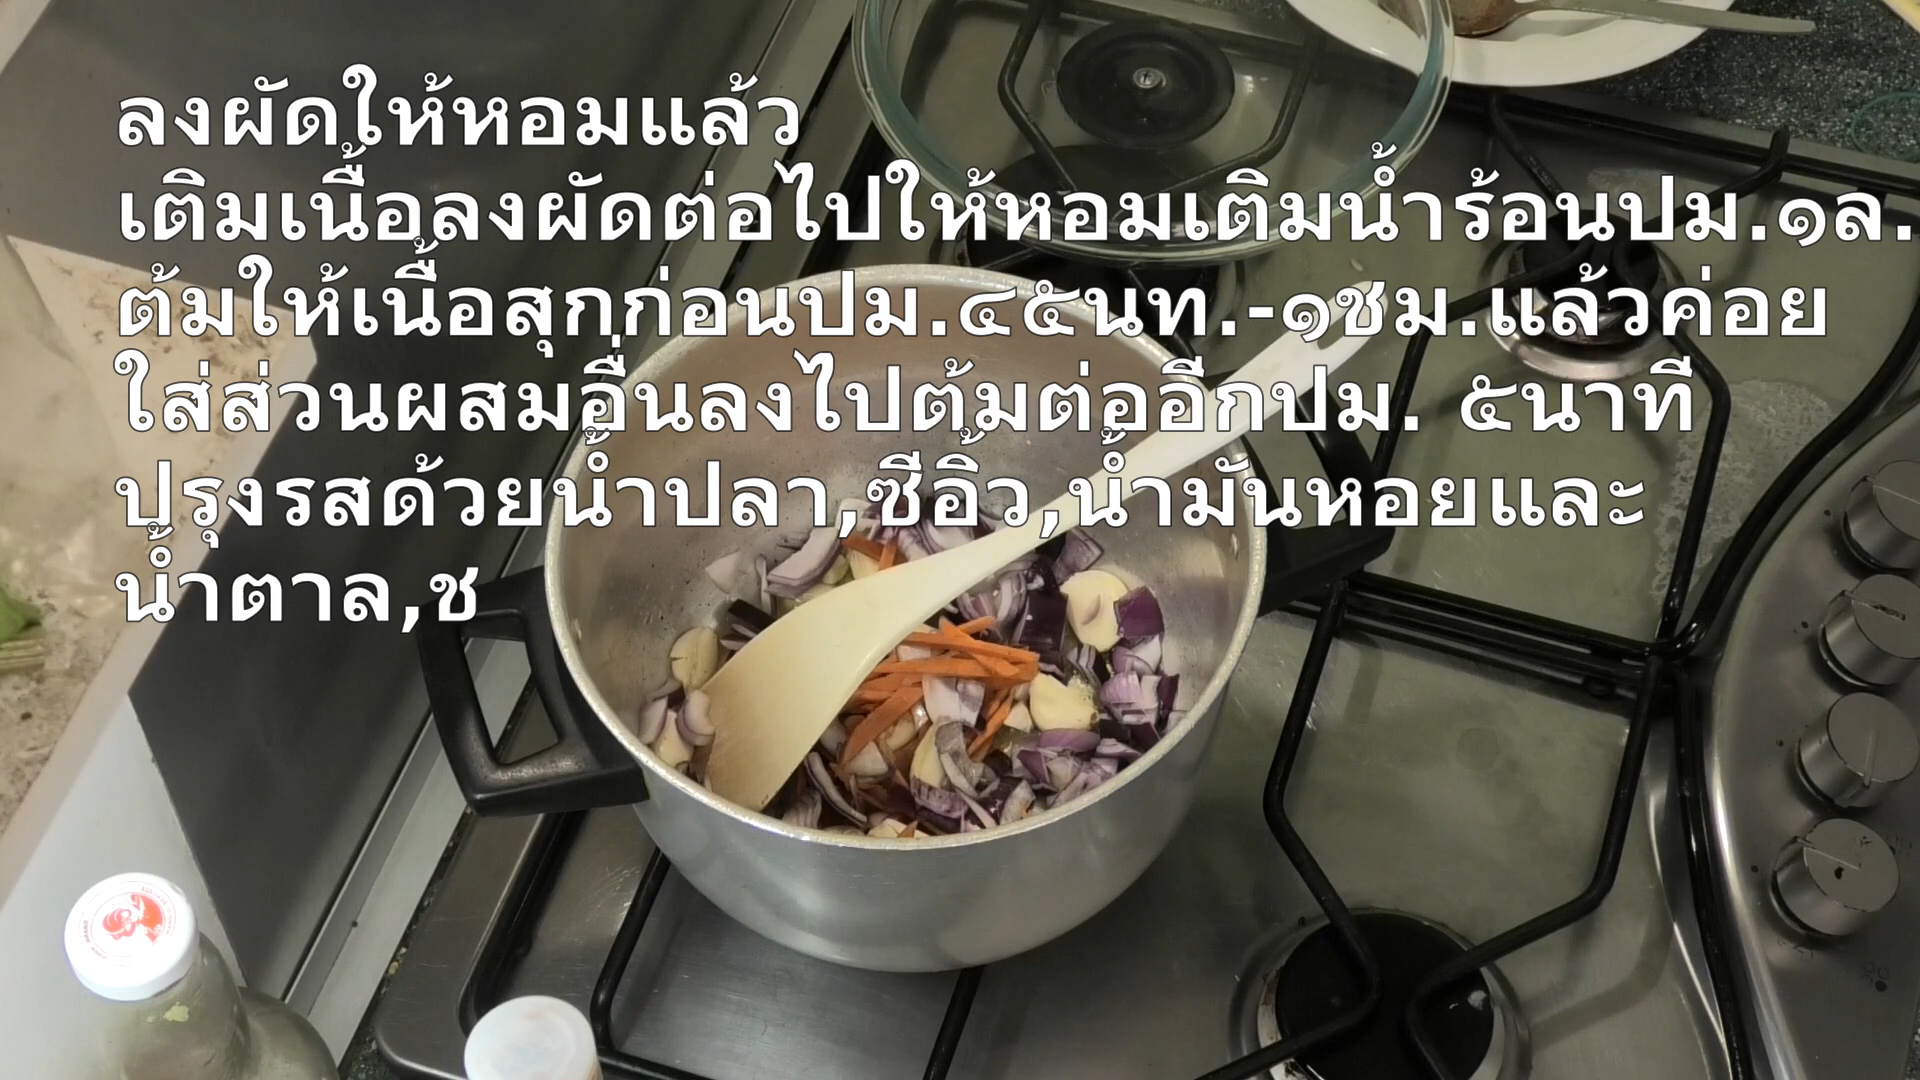 ลงผัดให้หอมแล้ว
เติมเนื้อลงผัดต่อไปให้หอมเติมน้ำร้อนปม.๑ล.
ต้มให้เนื้อสุกก่อนปม.๔๕นท.-๑ชม.แล้วค่อย
ใส่ส่วนผสมอื่นลงไปต้มต่ออีกปม. ๕นาที
ปรุงรสด้วยน้ำปลา,ซีอิ้ว,น้ำมันหอยและ
น้ำตาล,ช